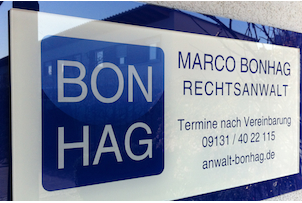 BON
HAG
MARCO BONHAG
RECHTSANWALT
Termine nach Vereinbarung
09131 / 40 22 115
anwalt-bonhag.de